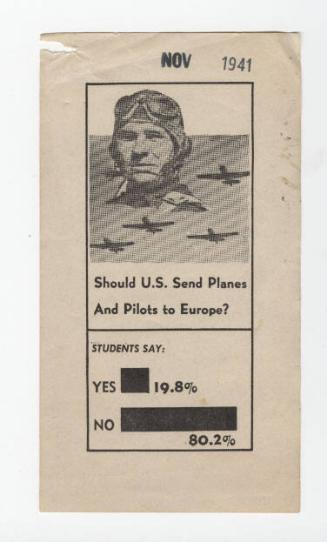 NOV 1941
Should U.S. Send Planes
And Pilots to Europe?
STUDENTS SAY:
YES 19.8%
NO
80.2%